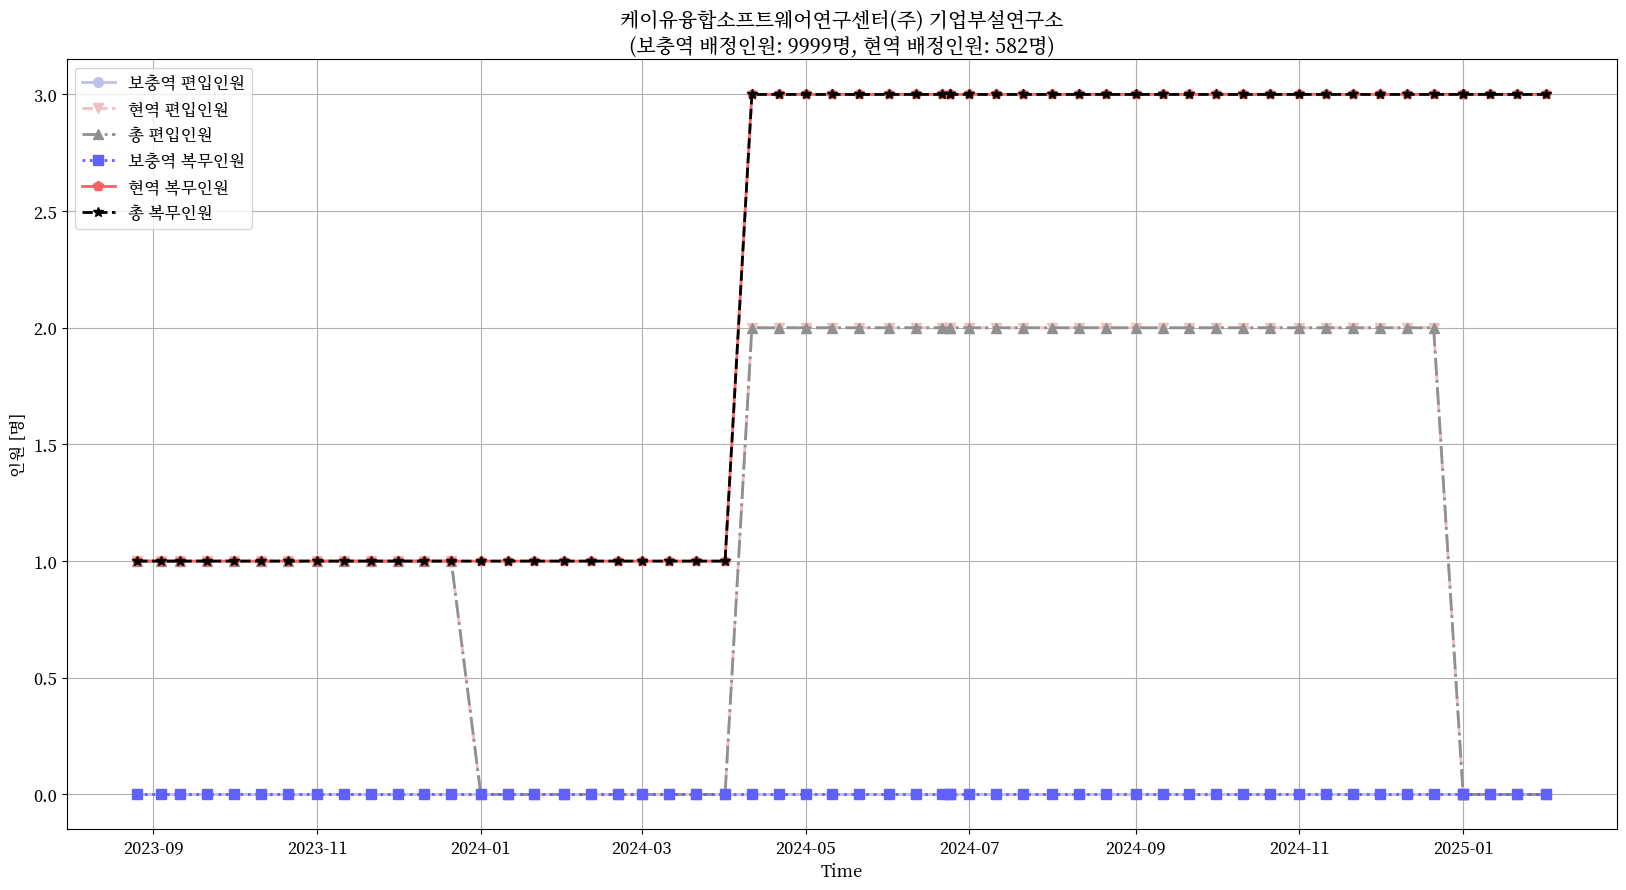 케이유융합소프트웨어연구센터(주) 기업부설연구소
(보충역 배정인원: 9999명, 현역 배정인원: 582명)
보충역 편입인원
현역 편입인원
총 편입인원
보충역 복무인원
현역 복무인원
총 복무인원
인원 [명]
3.0
2.5
2.0
1.5
1.0
0.5
0.0
2023-09
2023-11
2024-01
2024-03
2024-05
2024-07
2024-09
2024-11
2025-01
Time